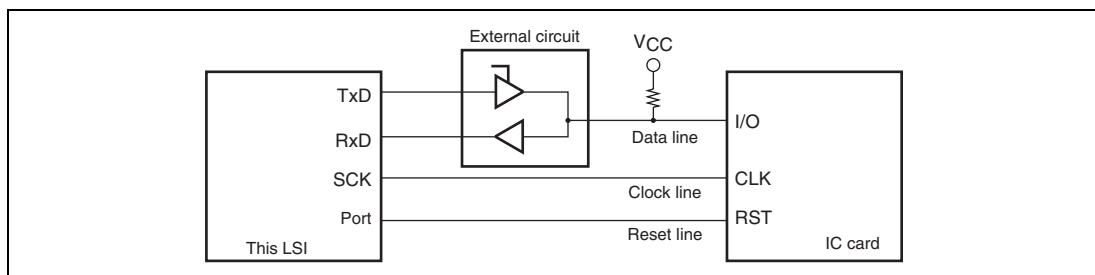 External circuit
VCC
TxD
RxD
SCK
Port
This LSI
Data line
Clock line
Reset line
I/O
CLK
RST
IC card